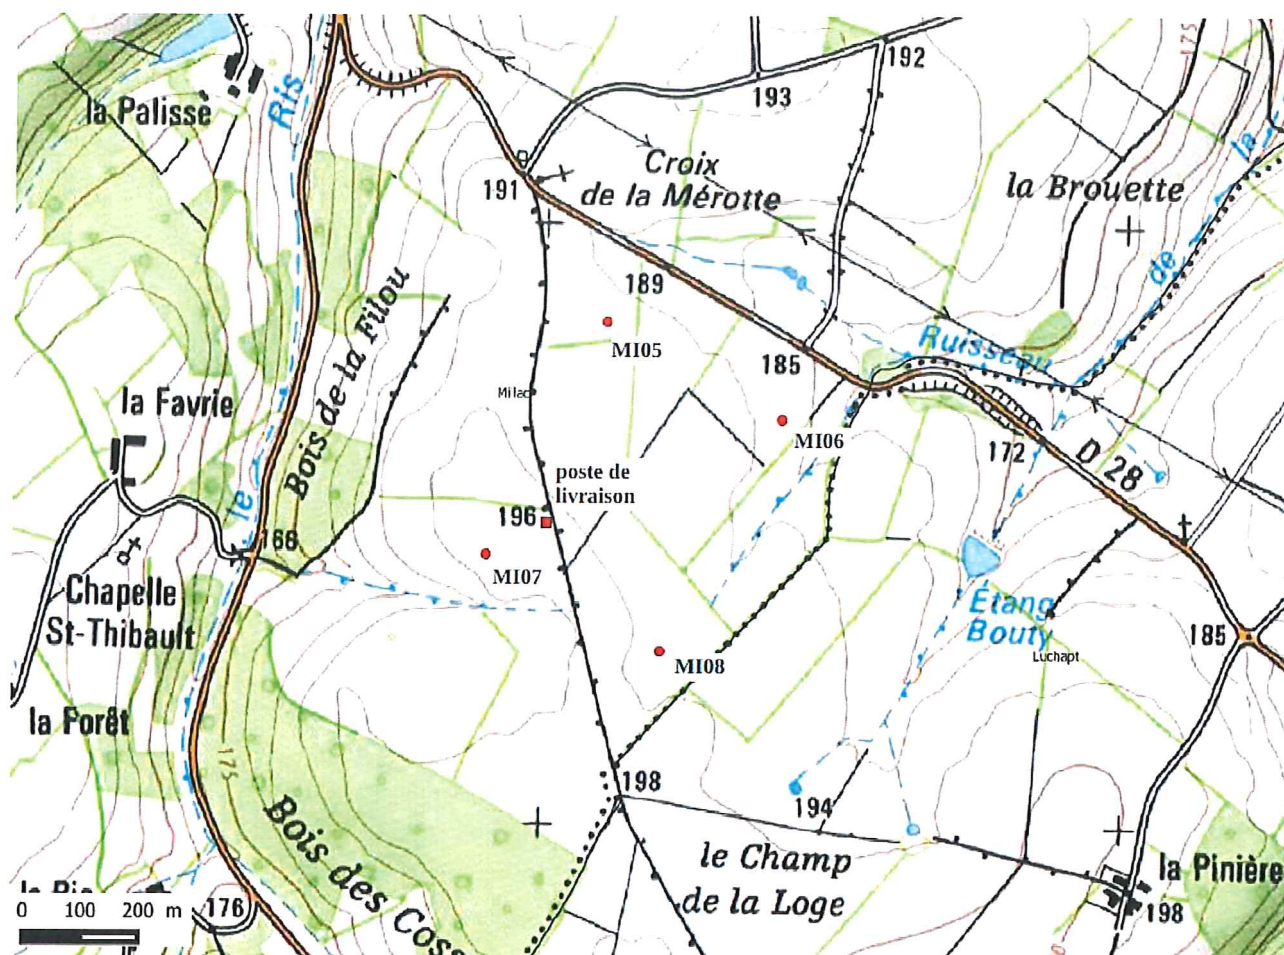 175
192
la Palisse
Ris
193
Croix
de la Mérotte
la Brouette
191
de
la
189
MI05
Ruisseau
185
Bois de la Filou
Milac
la Favrie
MI06
172
D 28
poste de
livraison
le
196
166
MI07
Chapelle
St-Thibault
Étang
Bouty
185
Luchapt
MI08
la Forêt
175
198
194
Bois des Coss
le Champ
de la Loge
la Pinière
198
176
0 100 200 m